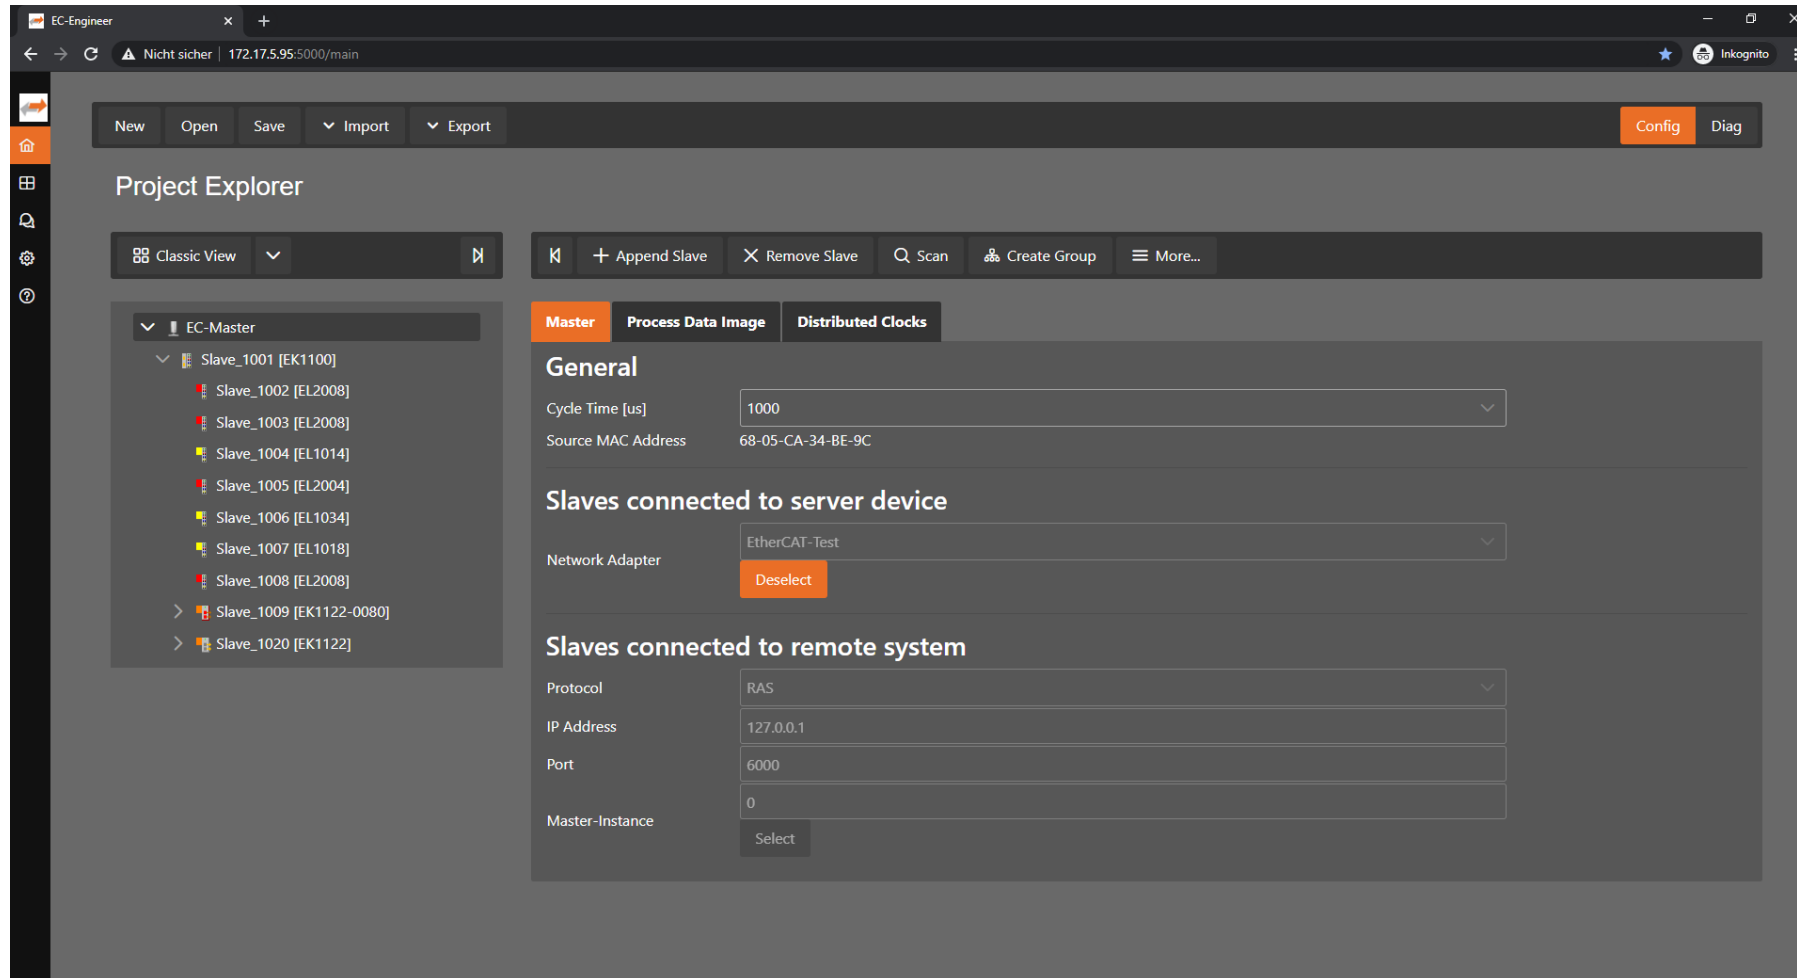 EC-Engineer
Nicht sicher | 172.17.5.95:5000/main
Inkognito
New Open Save Import Export Config Diag
Project Explorer
Classic View
Append Slave Remove Slave Scan Create Group More...
EC-Master
Slave_1001 [EK1100]
Slave_1002 [EL2008]
Slave_1003 [EL2008]
Slave_1004 [EL1014]
Slave_1005 [EL2004]
Slave_1006 [EL1034]
Slave_1007 [EL1018]
Slave_1008 [EL2008]
Slave_1009 [EK1122-0080]
Slave_1020 [EK1122]
Master Process Data Image Distributed Clocks
General
Cycle Time [us] 1000
Source MAC Address 68-05-CA-34-BE-9C
Slaves connected to server device
EtherCAT-Test
Network Adapter
Deselect
Slaves connected to remote system
Protocol RAS
IP Address 127.0.0.1
Port 6000
0
Master-Instance
Select